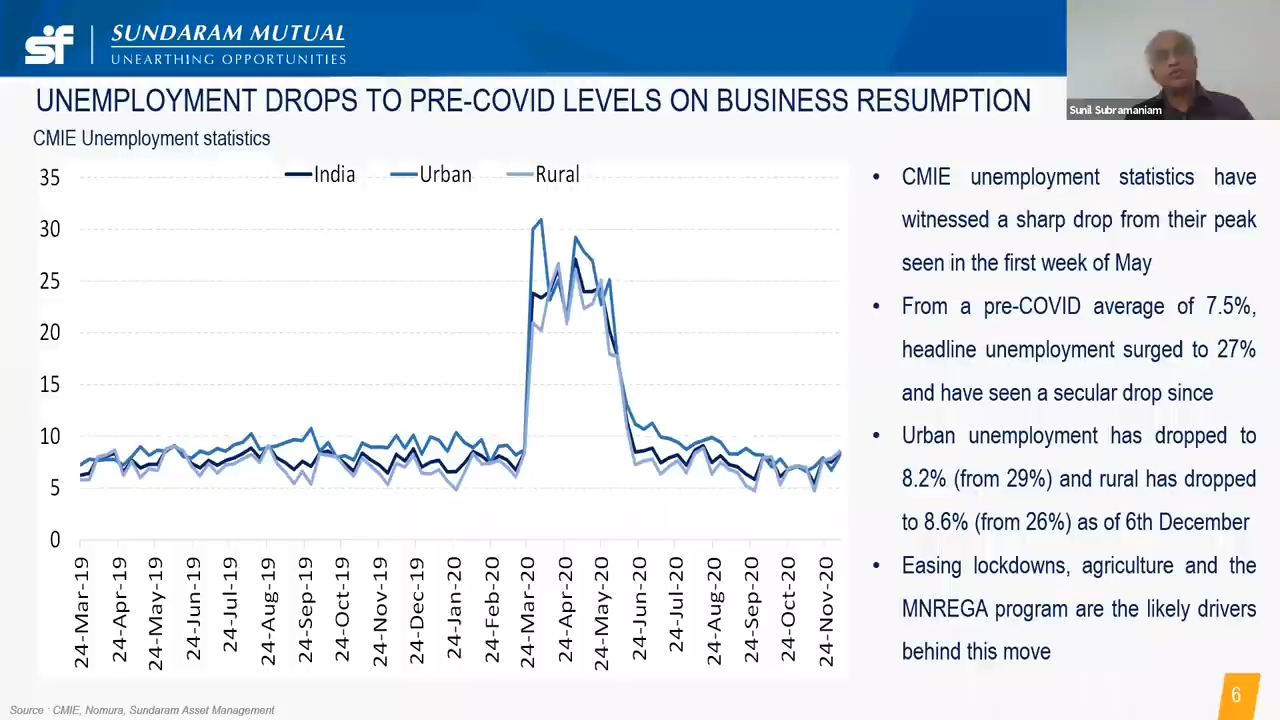 sf
SUNDARAM MUTUAL
UNEARTHING OPPORTUNITIES
Sunil Subramaniam
UNEMPLOYMENT DROPS TO PRE-COVID LEVELS ON BUSINESS RESUMPTION
CMIE Unemployment statistics
India Urban Rural
35
30
25
20
15
10
5
0
24-Mar-19
24-Apr-19
24-May-19
24-Jun-19
24-Jul-19
24-Aug-19
24-Sep-19
24-Oct-19
24-Nov-19
24-Dec-19
24-Jan-20
24-Feb-20
24-Mar-20
24-Apr-20
24-May-20
24-Jun-20
24-Jul-20
24-Aug-20
24-Sep-20
24-Oct-20
24-Nov-20
• CMIE unemployment statistics have
witnessed a sharp drop from their peak
seen in the first week of May
• From a pre-COVID average of 7.5%,
headline unemployment surged to 27%
and have seen a secular drop since
• Urban unemployment has dropped to
8.2% (from 29%) and rural has dropped
to 8.6% (from 26%) as of 6th December
• Easing lockdowns, agriculture and the
MNREGA program are the likely drivers
behind this move
Source : CMIE, Nomura, Sundaram Asset Management
6